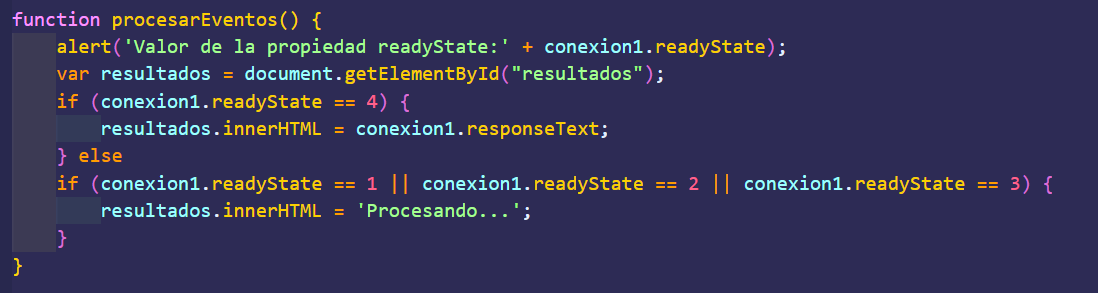 function procesarEventos() {
    alert('Valor de la propiedad readyState:' + conexion1.readyState);
    var resultados = document.getElementById("resultados");
    if (conexion1.readyState == 4) {
        resultados.innerHTML = conexion1.responseText;
    } else
    if (conexion1.readyState == 1 || conexion1.readyState == 2 || conexion1.readyState == 3) {
        resultados.innerHTML = 'Procesando...';
    }
}